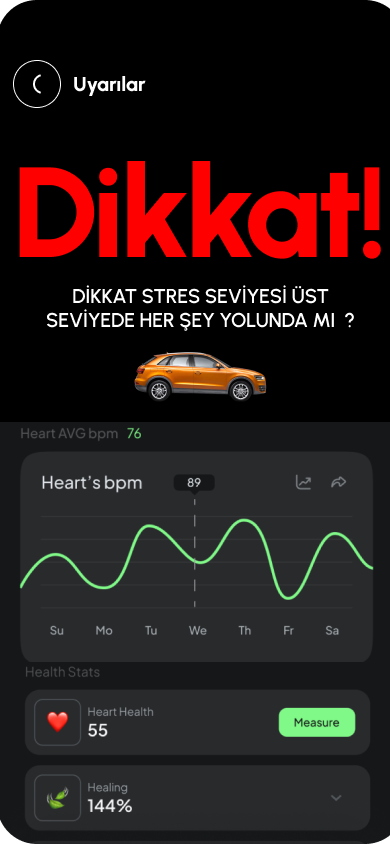 Uyarılar
Dikkat!
DİKKAT STRES SEVİYESİ ÜST
SEVİYEDE HER ŞEY YOLUNDA MI ?
Heart AVG bpm 76
Heart's bpm 89
Su Mo Tu We Th Fr Sa
Health Stats
Heart Health
55
Measure
Healing
144%